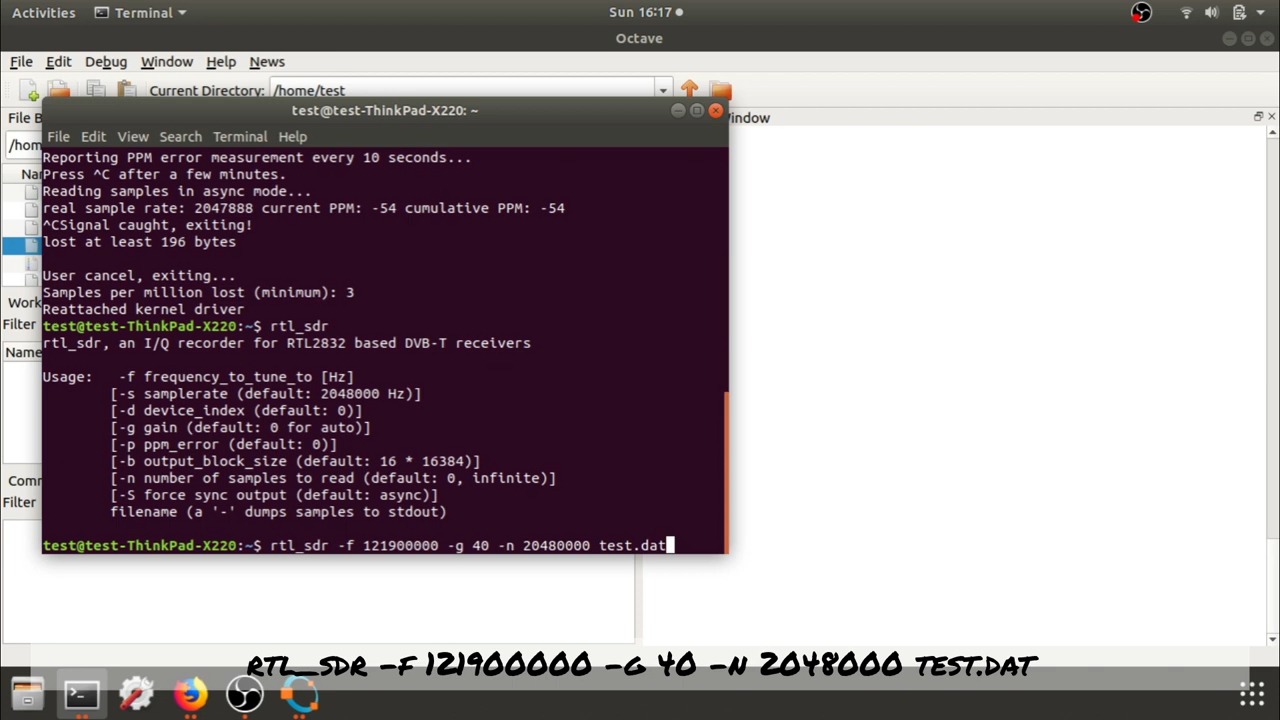 Activities Terminal Sun 16:17
Octave
File Edit Debug Window Help News
Current Directory: /home/test
File B
indow
/hom
Nar
Work
Filter
Name
Comr
Filter
test@test-ThinkPad-X220: ~
File Edit View Search Terminal Help
Reporting PPM error measurement every 10 seconds...
Press ^C after a few minutes.
Reading samples in async mode...
real sample rate: 2047888 current PPM: -54 cumulative PPM: -54
^CSignal caught, exiting!
lost at least 196 bytes
User cancel, exiting...
Samples per million lost (minimum): 3
Reattached kernel driver
test@test-ThinkPad-X220:~$ rtl_sdr
rtl_sdr, an I/Q recorder for RTL2832 based DVB-T receivers
Usage: -f frequency_to_tune_to [Hz]
[-s samplerate (default: 2048000 Hz)]
[-d device_index (default: 0)]
[-g gain (default: 0 for auto)]
[-p ppm_error (default: 0)]
[-b output_block_size (default: 16 * 16384)]
[-n number of samples to read (default: 0, infinite)]
[-S force sync output (default: async)]
filename (a '-' dumps samples to stdout)
test@test-ThinkPad-X220:~$ rtl_sdr -f 121900000 -g 40 -n 20480000 test.dat
RTL_SDR -F 121900000 -G 40 -N 2048000 TEST.DAT